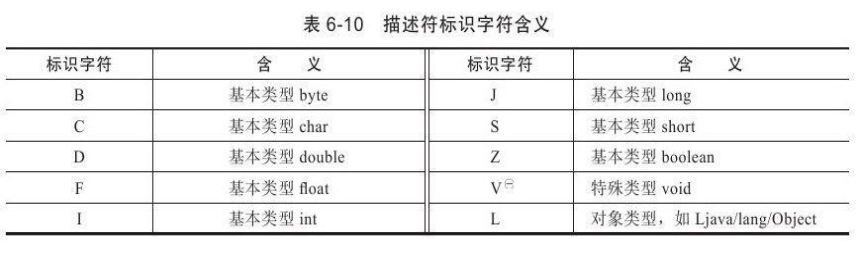 表 6-10 描述符标识字符含义
标识字符 含 义 标识字符 含 义
B 基本类型 byte J 基本类型 long
C 基本类型 char S 基本类型 short
D 基本类型 double Z 基本类型 boolean
F 基本类型 float V㊀ 特殊类型 void
I 基本类型 int L 对象类型，如 Ljava/lang/Object